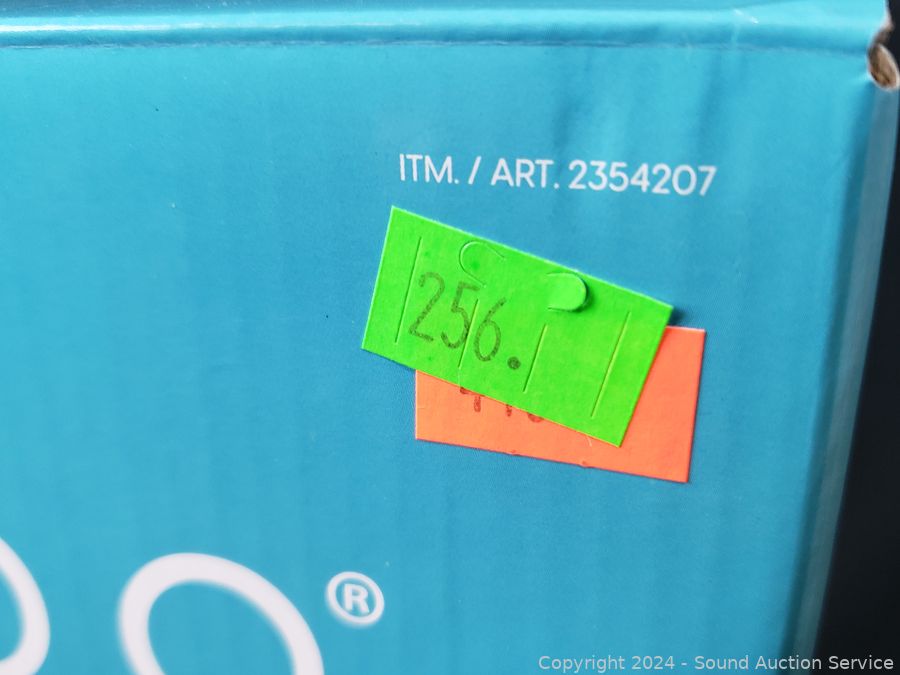 ITM. / ART. 2354207
256.
®
Copyright 2024 - Sound Auction Service